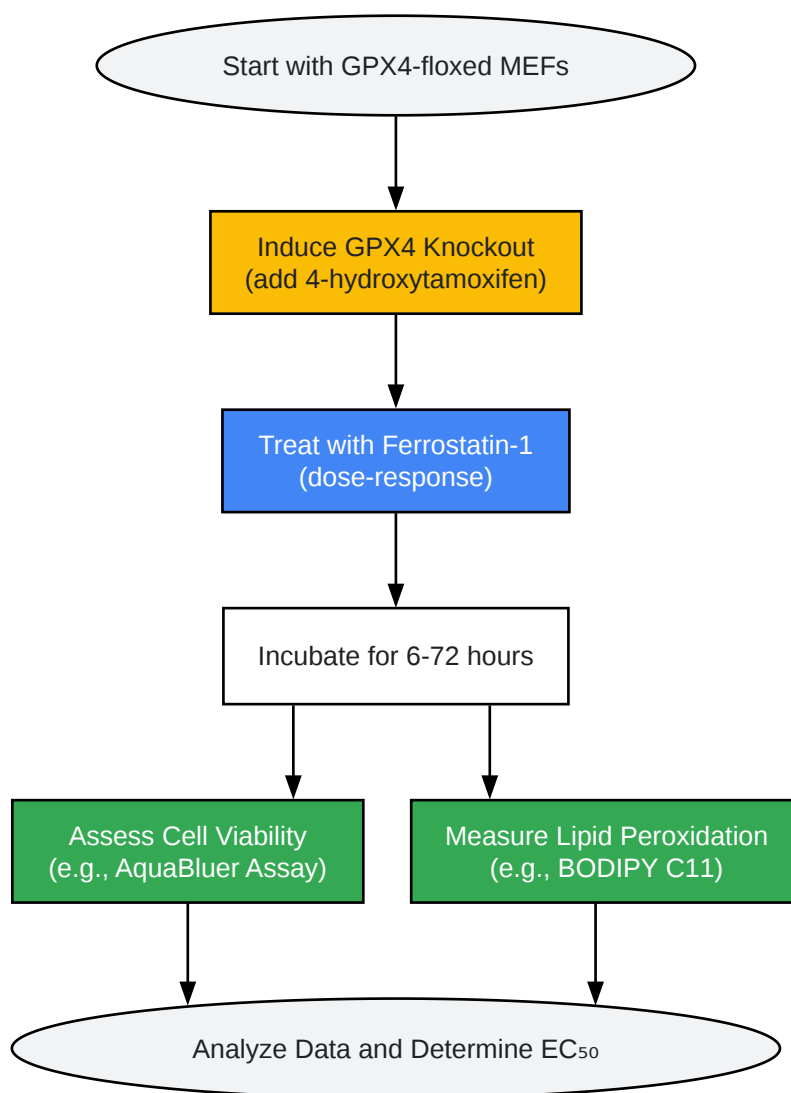 Start with GPX4-floxed MEFs
Induce GPX4 Knockout
(add 4-hydroxytamoxifen)
Treat with Ferrostatin-1
(dose-response)
Incubate for 6-72 hours
Assess Cell Viability
(e.g., AquaBluer Assay)
Measure Lipid Peroxidation
(e.g., BODIPY C11)
Analyze Data and Determine EC₅₀